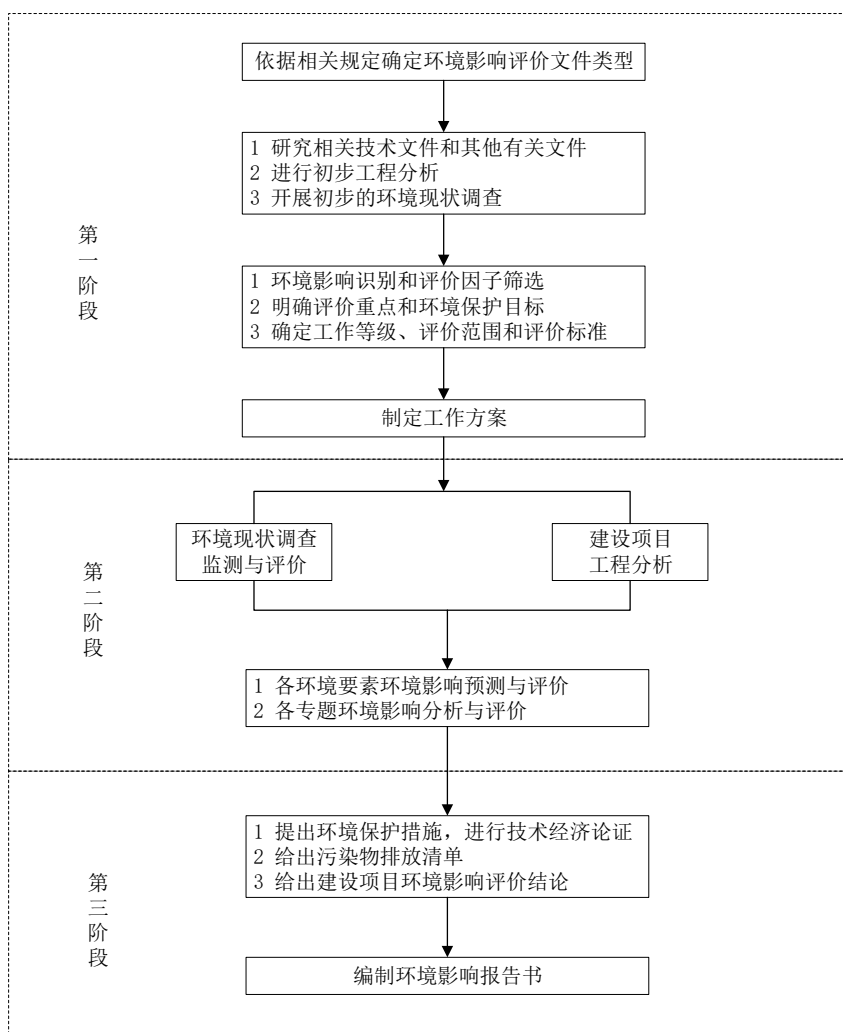 依据相关规定确定环境影响评价文件类型
1 研究相关技术文件和其他有关文件
2 进行初步工程分析
3 开展初步的环境现状调查
第一阶段
1 环境影响识别和评价因子筛选
2 明确评价重点和环境保护目标
3 确定工作等级、评价范围和评价标准
制定工作方案
环境现状调查
监测与评价
建设项目
工程分析
第二阶段
1 各环境要素环境影响预测与评价
2 各专题环境影响分析与评价
1 提出环境保护措施，进行技术经济论证
2 给出污染物排放清单
3 给出建设项目环境影响评价结论
第三阶段
编制环境影响报告书